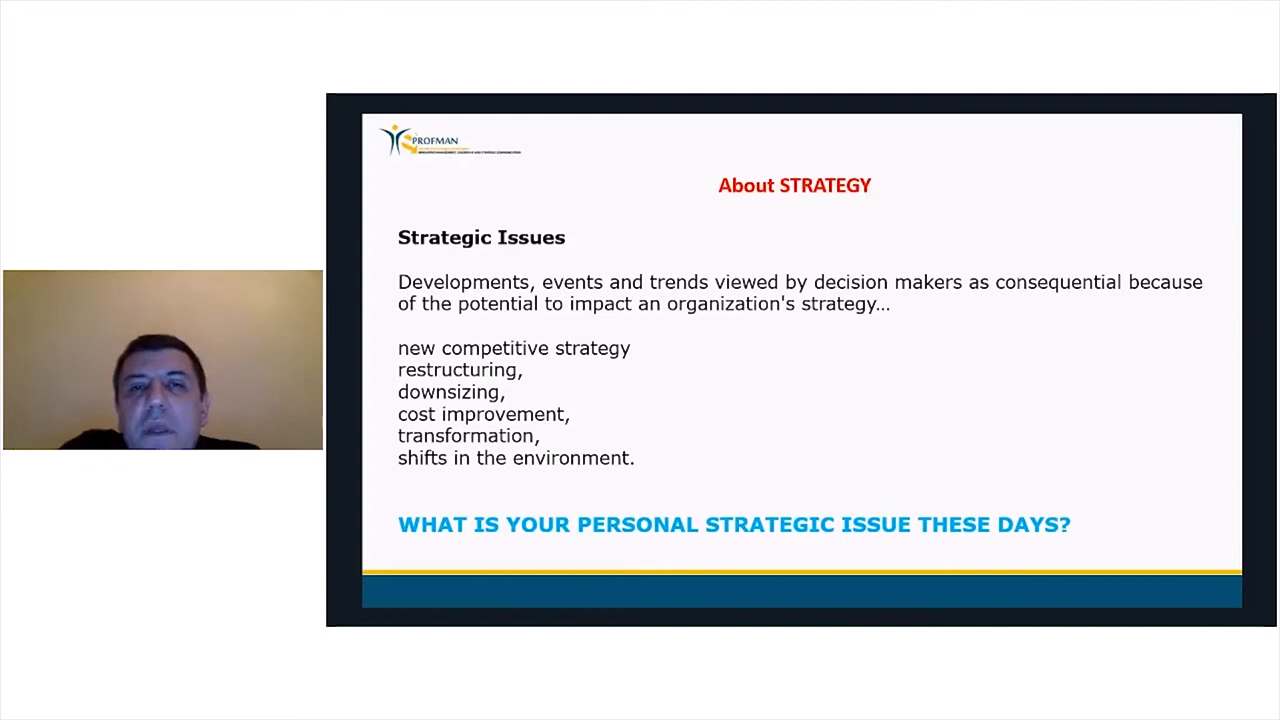 PROFMAN
About STRATEGY
Strategic Issues
Developments, events and trends viewed by decision makers as consequential because
of the potential to impact an organization's strategy...
new competitive strategy
restructuring,
downsizing,
cost improvement,
transformation,
shifts in the environment.
WHAT IS YOUR PERSONAL STRATEGIC ISSUE THESE DAYS?